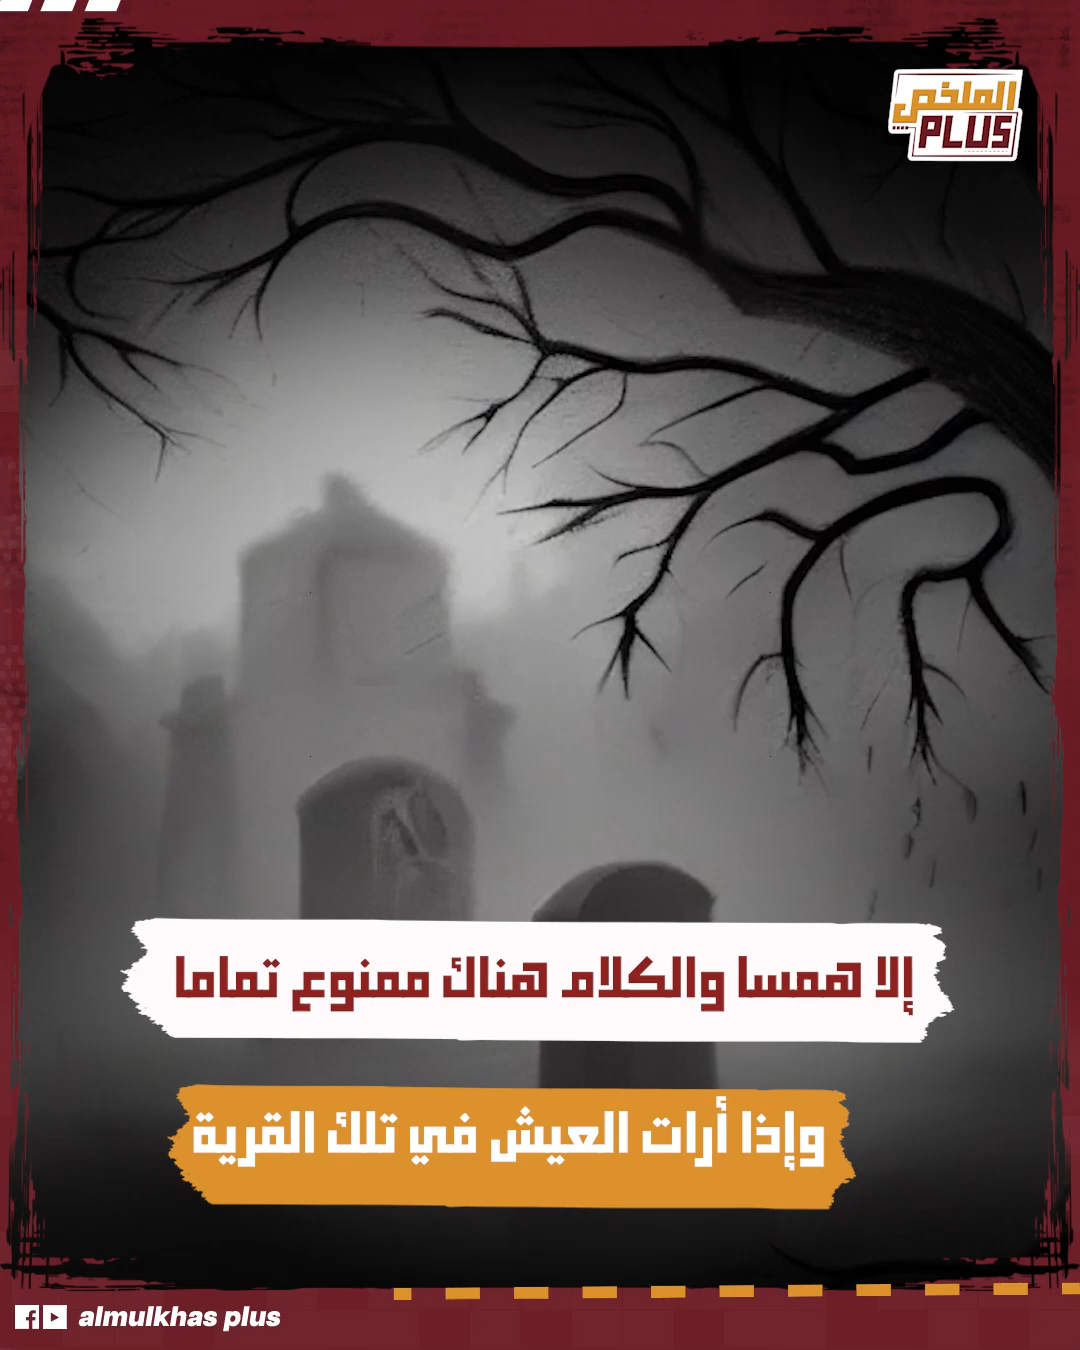 الملخص
PLUS
إلا همسا والكلام هناك ممنوع تماما
وإذا أرات العيش في تلك القرية
almulkhas plus